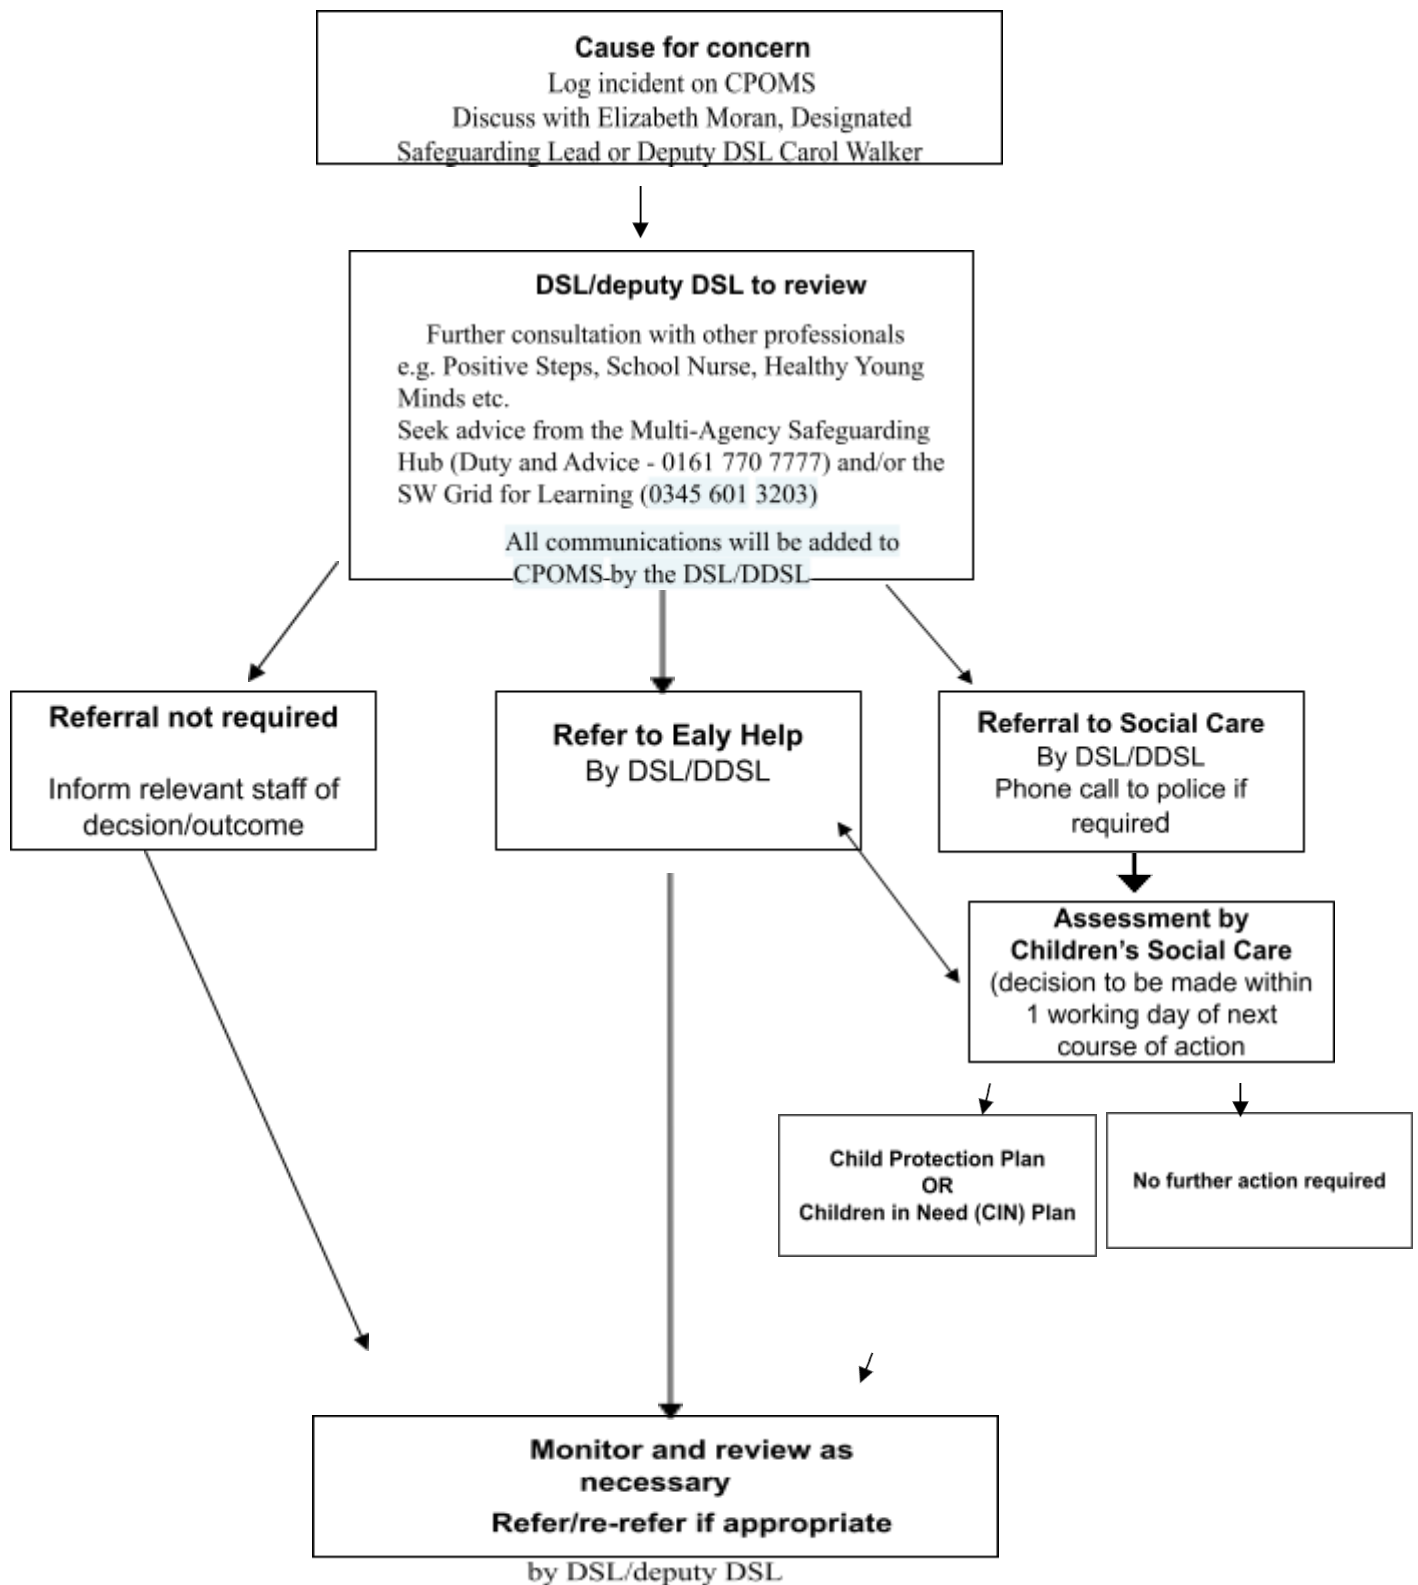 Cause for concern
Log incident on CPOMS
Discuss with Elizabeth Moran, Designated
Safeguarding Lead or Deputy DSL Carol Walker
DSL/deputy DSL to review
Further consultation with other professionals
e.g. Positive Steps, School Nurse, Healthy Young
Minds etc.
Seek advice from the Multi-Agency Safeguarding
Hub (Duty and Advice - 0161 770 7777) and/or the
SW Grid for Learning (0345 601 3203)
All communications will be added to
CPOMS by the DSL/DDSL
Referral not required
Inform relevant staff of
decsion/outcome
Refer to Ealy Help
By DSL/DDSL
Referral to Social Care
By DSL/DDSL
Phone call to police if
required
Assessment by
Children’s Social Care
(decision to be made within
1 working day of next
course of action
Child Protection Plan
OR
Children in Need (CIN) Plan
No further action required
Monitor and review as
necessary
Refer/re-refer if appropriate
by DSL/deputy DSL